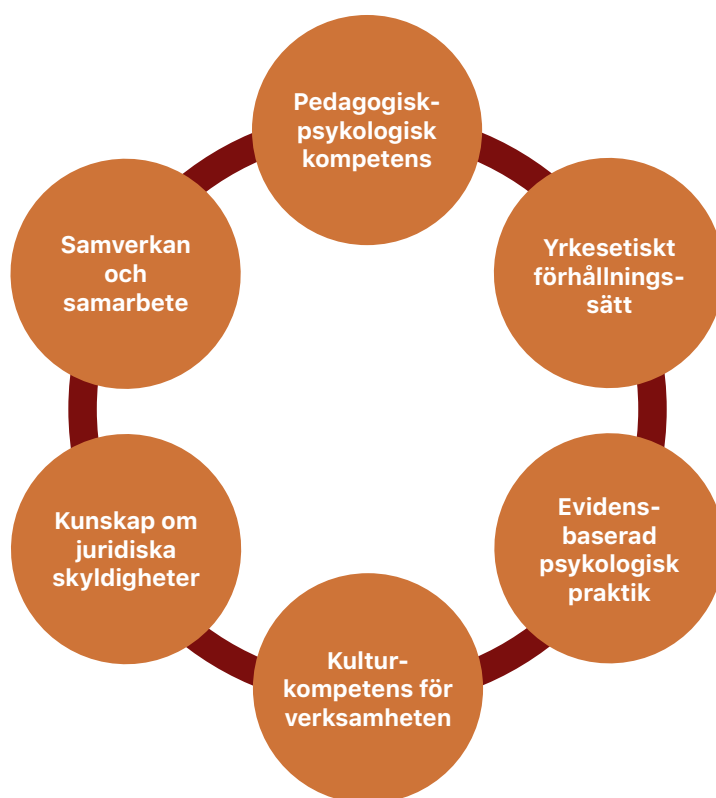 Pedagogisk-
psykologisk
kompetens
Yrkesetiskt
förhållnings-
sätt
Evidens-
baserad
psykologisk
praktik
Kultur-
kompetens för
verksamheten
Kunskap om
juridiska
skyldigheter
Samverkan
och
samarbete